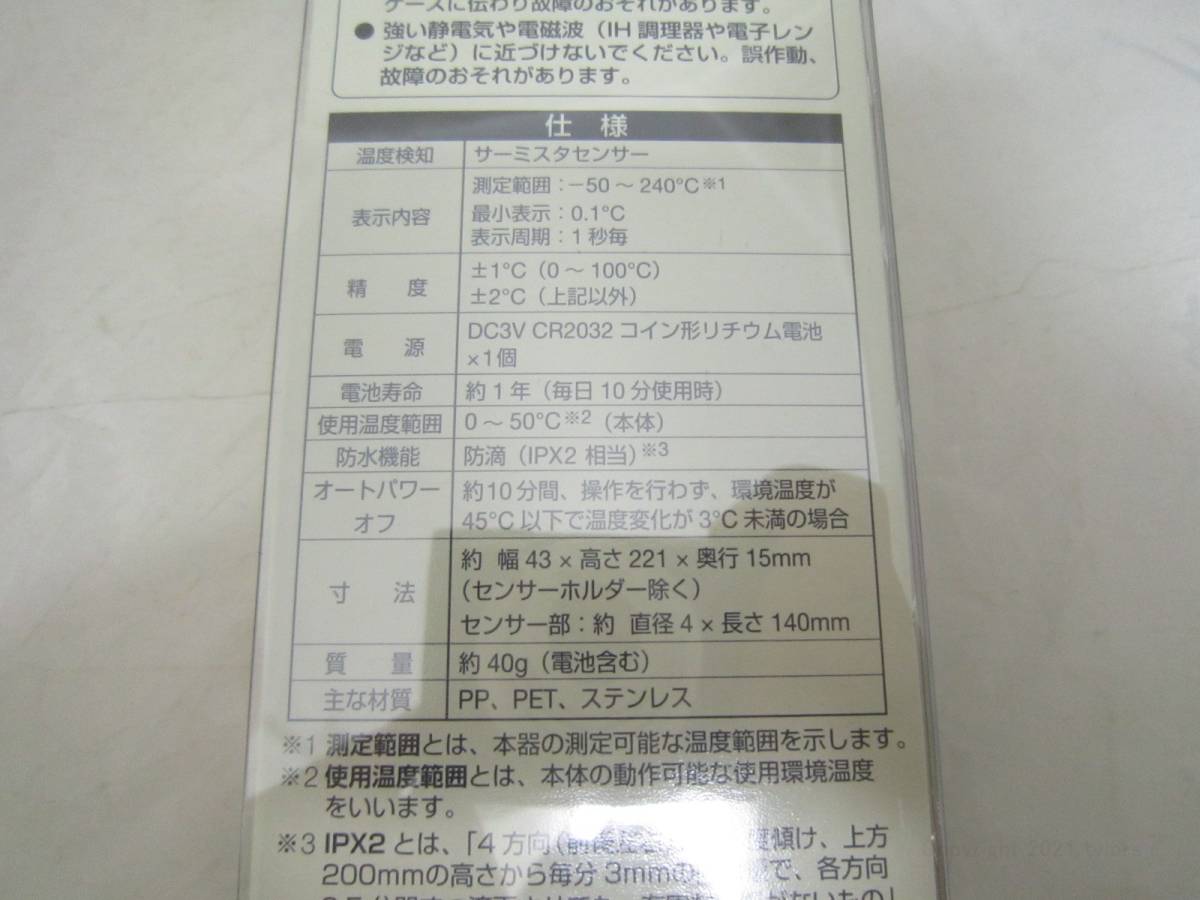 ケースに伝わり故障のおそれがあります。
● 強い静電気や電磁波（IH 調理器や電子レン
ジなど）に近づけないでください。誤作動、
故障のおそれがあります。
仕 様
温度検知 サーミスタセンサー
表示内容 測定範囲：−50 〜 240℃※1
最小表示：0.1℃
表示周期：1 秒毎
精 度 ±1℃（0 〜 100℃）
±2℃（上記以外）
電 源 DC3V CR2032 コイン形リチウム電池
×1個
電池寿命 約 1 年（毎日 10 分使用時）
使用温度範囲 0 〜 50℃※2（本体）
防水機能 防滴（IPX2 相当）※3
オートパワー
オフ 約10分間、操作を行わず、環境温度が
45℃以下で温度変化が 3℃未満の場合
寸 法 約 幅 43 × 高さ 221 × 奥行 15mm
（センサーホルダー除く）
センサー部：約 直径 4 × 長さ 140mm
質 量 約 40g（電池含む）
主な材質 PP、PET、ステンレス
※1 測定範囲とは、本器の測定可能な温度範囲を示します。
※2 使用温度範囲とは、本体の動作可能な使用環境温度
をいいます。
※3 IPX2 とは、「4 方向（前後 度傾け、上方
200mmの高さから毎分 3mmの で、各方向